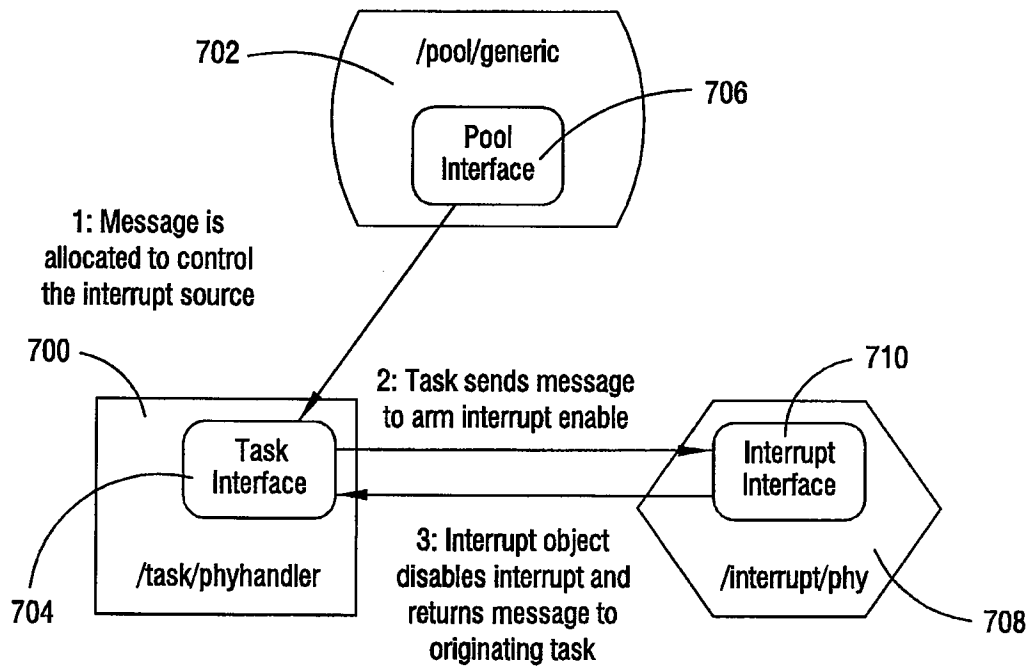 702
/pool/generic
706
Pool
Interface
1: Message is
allocated to control
the interrupt source
700
710
2: Task sends message
to arm interrupt enable
Task
Interface
Interrupt
Interface
3: Interrupt object
disables interrupt and
returns message to
originating task
/task/phyhandler
/interrupt/phy
704
708